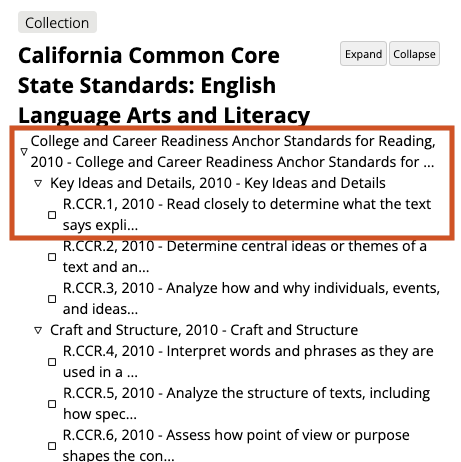 Collection
California Common Core
State Standards: English
Language Arts and Literacy
Expand Collapse
College and Career Readiness Anchor Standards for Reading,
2010 - College and Career Readiness Anchor Standards for ...
Key Ideas and Details, 2010 - Key Ideas and Details
R.CCR.1, 2010 - Read closely to determine what the text
says expli...
R.CCR.2, 2010 - Determine central ideas or themes of a
text and an...
R.CCR.3, 2010 - Analyze how and why individuals, events,
and ideas...
Craft and Structure, 2010 - Craft and Structure
R.CCR.4, 2010 - Interpret words and phrases as they are
used in a ...
R.CCR.5, 2010 - Analyze the structure of texts, including
how spec...
R.CCR.6, 2010 - Assess how point of view or purpose
shapes the con...